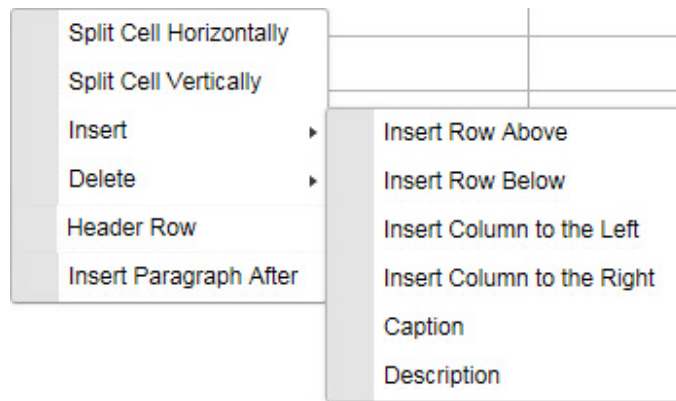 Split Cell Horizontally
Split Cell Vertically
Insert
Delete
Header Row
Insert Paragraph After
Insert Row Above
Insert Row Below
Insert Column to the Left
Insert Column to the Right
Caption
Description